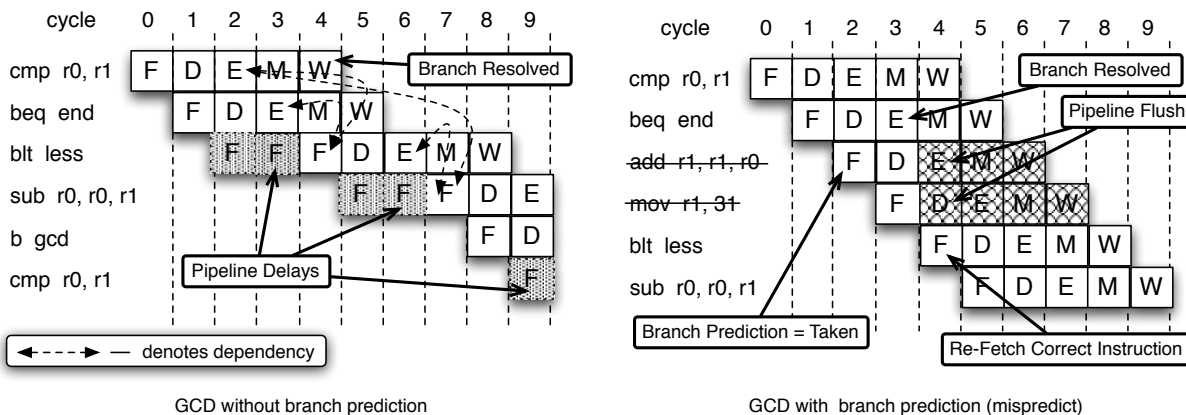 cycle 0 1 2 3 4 5 6 7 8 9
cmp r0, r1 F D E M W
Branch Resolved
beq end F D E M W
blt less F F F D E M W
sub r0, r0, r1 F F F D E
b gcd F D
Pipeline Delays
cmp r0, r1 F
— denotes dependency
GCD without branch prediction
cycle 0 1 2 3 4 5 6 7 8 9
cmp r0, r1 F D E M W
Branch Resolved
beq end F D E M W
Pipeline Flush
add r1, r1, r0 F D E M W
mov r1, 31 F D E M W
blt less F D E M W
sub r0, r0, r1 F D E M W
Branch Prediction = Taken
Re-Fetch Correct Instruction
GCD with branch prediction (mispredict)